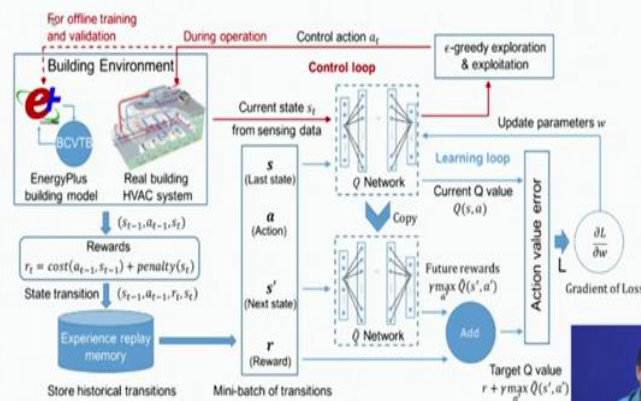 For offline training
and validation
During operation
Control action a_t
ϵ-greedy exploration
& exploitation
Building Environment
Control loop
e+
BCVTB
EnergyPlus
building model
Real building
HVAC system
Current state s_t
from sensing data
Q Network
Update parameters w
Learning loop
Current Q value
Q(s, a)
Copy
(s_{t-1}, a_{t-1}, s_t)
Rewards
r_t = cost(a_{t-1}, s_{t-1}) + penalty(s_t)
State transition
(s_{t-1}, a_{t-1}, r_t, s_t)
Experience replay
memory
Store historical transitions
s
(Last state)
a
(Action)
s'
(Next state)
r
(Reward)
Mini-batch of transitions
Q̂ Network
Future rewards
γ max_{a'} Q̂(s', a')
Add
Action value error
L
∂L
∂w
Gradient of Loss
Target Q value
r + γ max_{a'} Q̂(s', a')